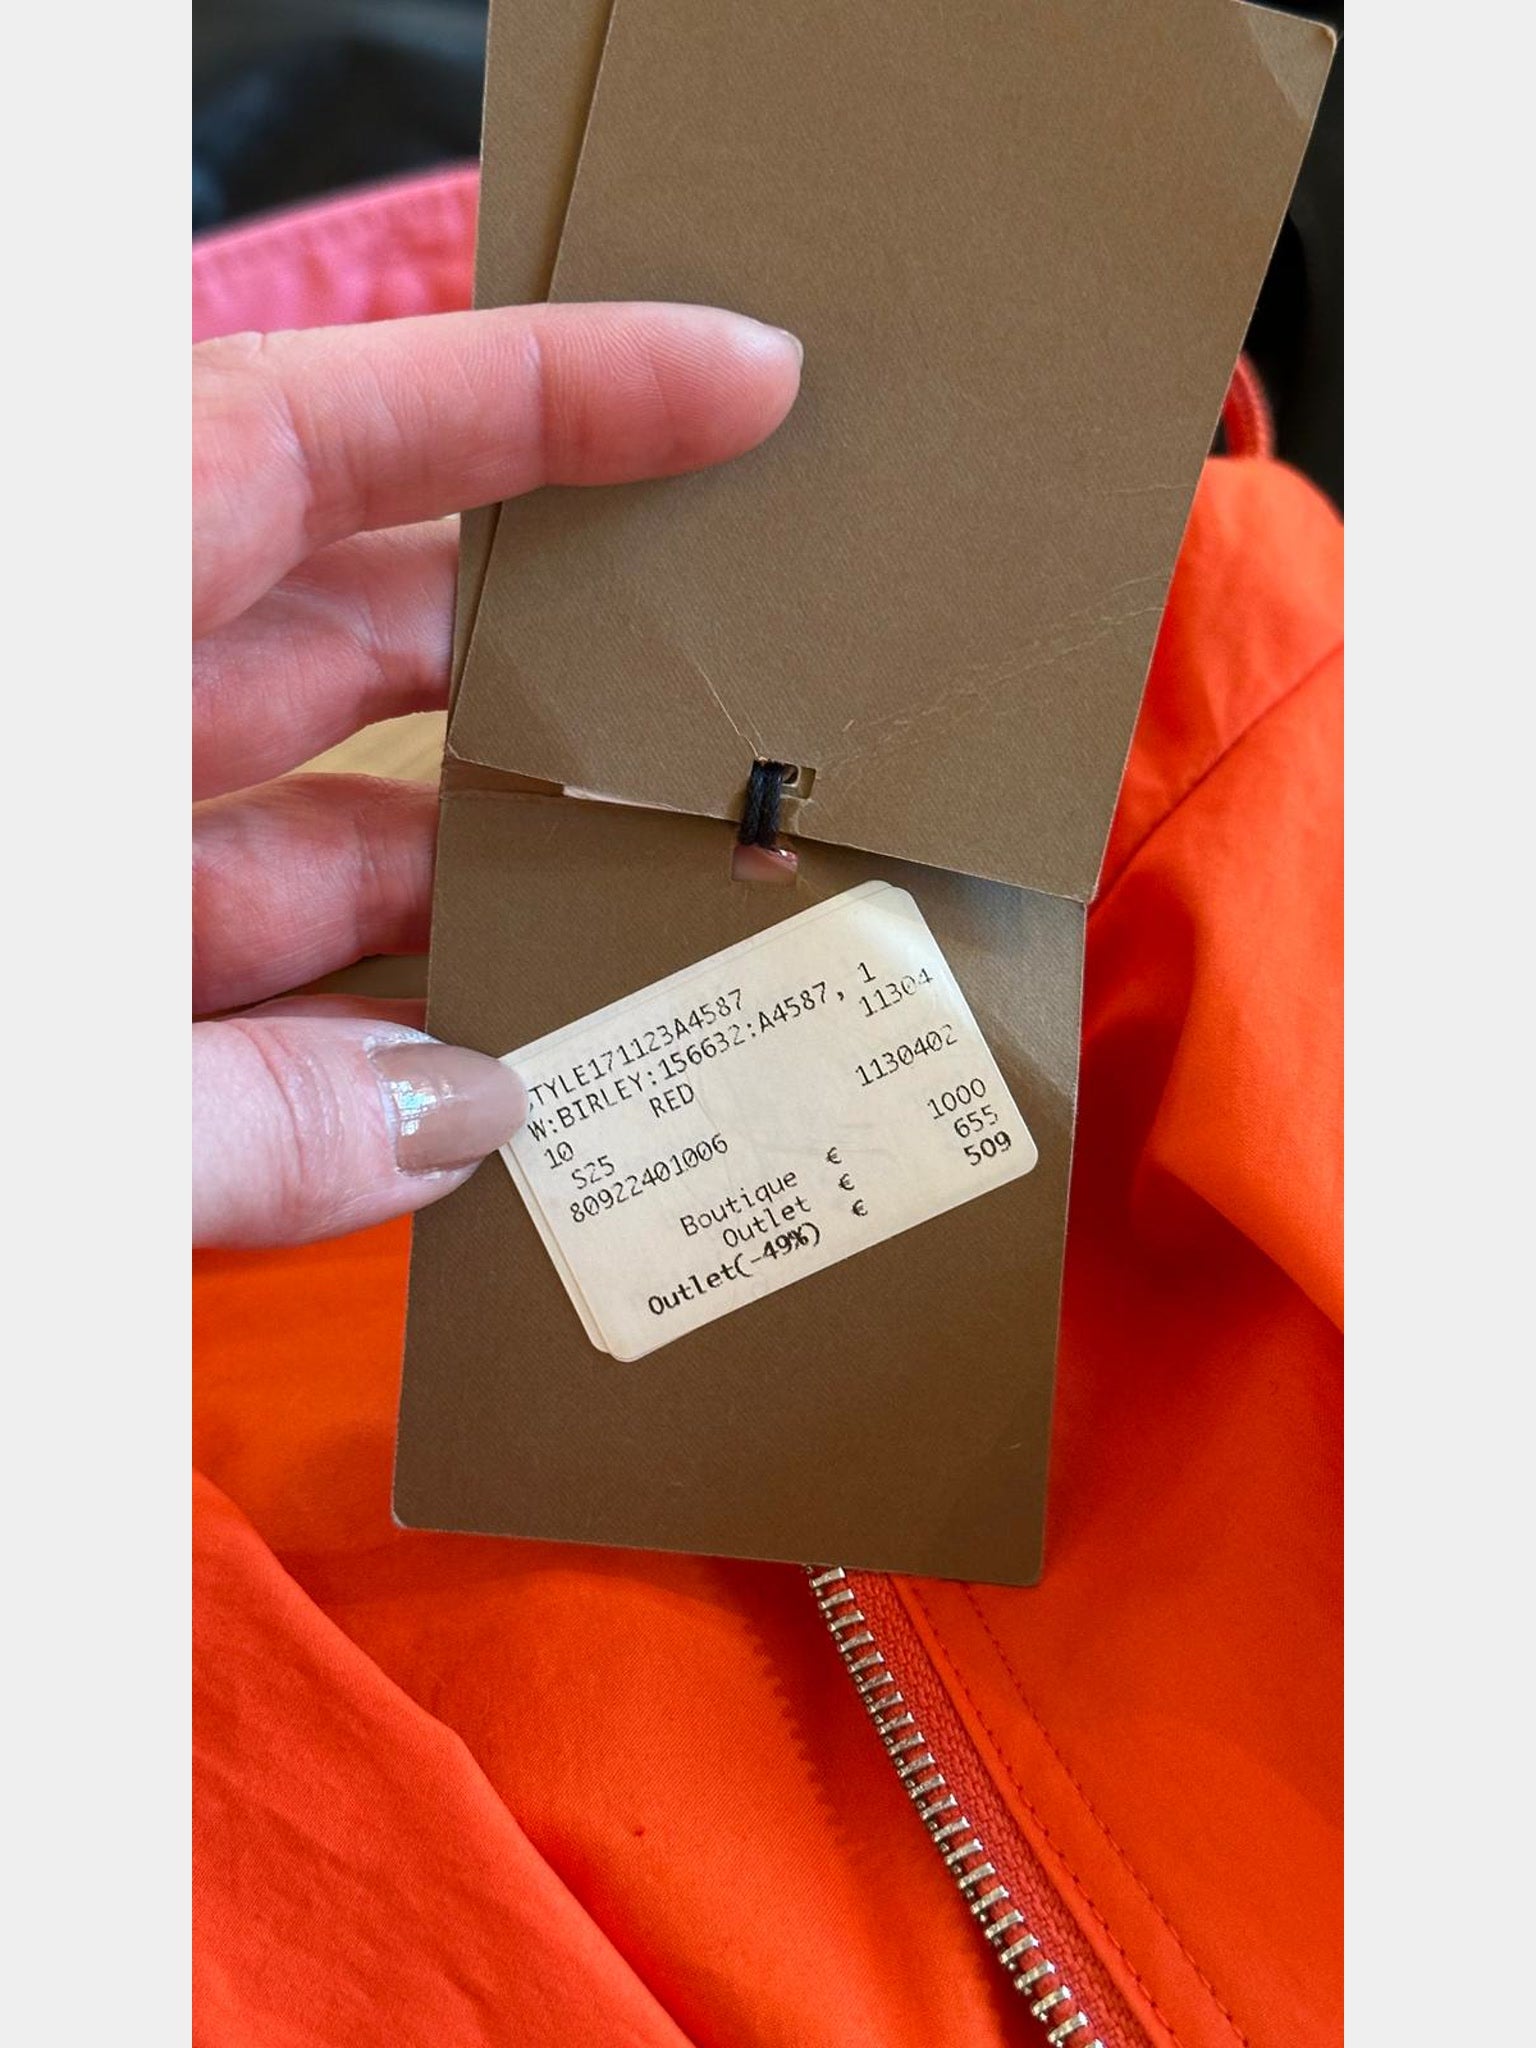 STYLE171123A4587
W:BIRLEY:156632:A4587, 1
10 RED 11304
S25
80922401006 1130402
Boutique € 1000
Outlet € 655
Outlet(-49%) € 509